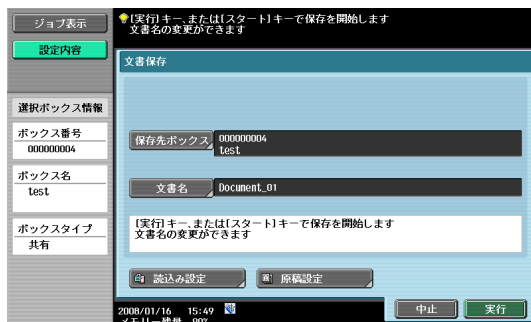 ジョブ表示
設定内容
[実行]キー､または[スタート]キーで保存を開始します
文書名の変更ができます
文書保存
選択ボックス情報
ボックス番号
000000004
ボックス名
test
ボックスタイプ
共有
保存先ボックス
000000004
test
文書名
Document_01
[実行]キー､または[スタート]キーで保存を開始します
文書名の変更ができます
読込み設定
原稿設定
2008/01/16 15:49
メモリー残量 99%
中止
実行